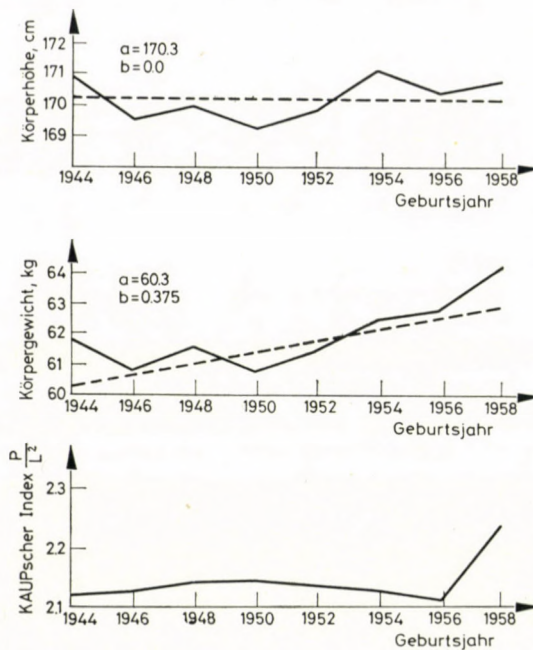 Körperhöhe, cm
172
171
170
169
a=170.3
b=0.0
1944 1946 1948 1950 1952 1954 1956 1958
Geburtsjahr
Körpergewicht, kg
64
63
62
61
60
a=60.3
b=0.375
1944 1946 1948 1950 1952 1954 1956 1958
Geburtsjahr
KAUPscher Index P/L²
2.3
2.2
2.1
1944 1946 1948 1950 1952 1954 1956 1958
Geburtsjahr